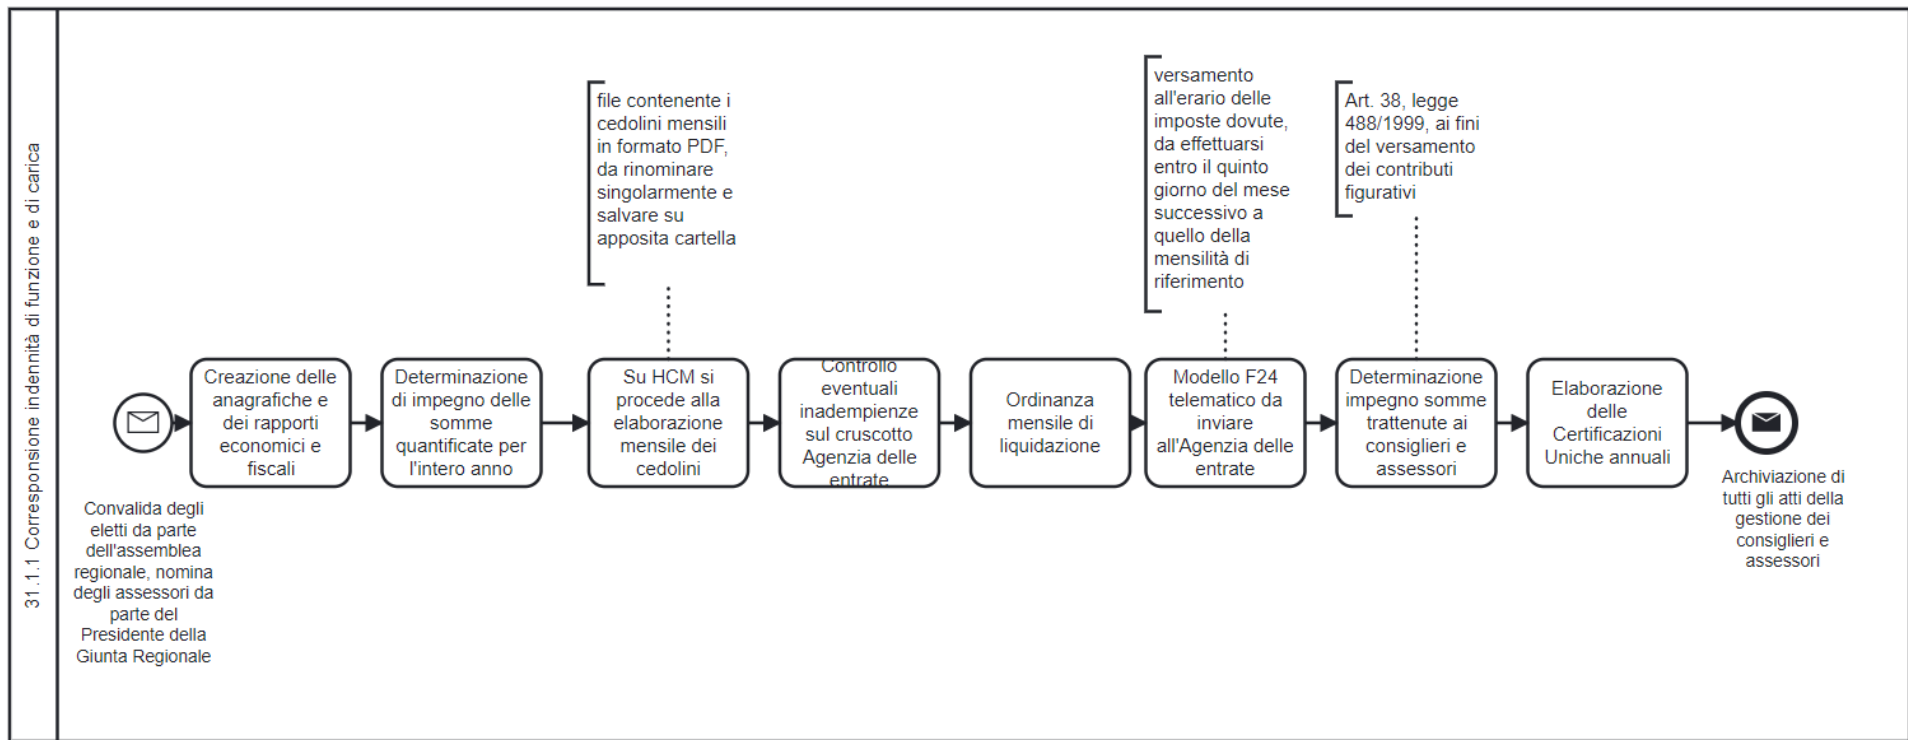 31.1.1 Corresponsione indennità di funzione e di carica
file contenente i
cedolini mensili
in formato PDF,
da rinominare
singolarmente e
salvare su
apposita cartella
versamento
all'erario delle
imposte dovute,
da effettuarsi
entro il quinto
giorno del mese
successivo a
quello della
mensilità di
riferimento
Art. 38, legge
488/1999, ai fini
del versamento
dei contributi
figurativi
Convalida degli
eletti da parte
dell'assemblea
regionale, nomina
degli assessori da
parte del
Presidente della
Giunta Regionale
Creazione delle
anagrafiche e
dei rapporti
economici e
fiscali
Determinazione
di impegno delle
somme
quantificate per
l'intero anno
Su HCM si
procede alla
elaborazione
mensile dei
cedolini
Controllo
eventuali
inadempienze
sul cruscotto
Agenzia delle
entrate
Ordinanza
mensile di
liquidazione
Modello F24
telematico da
inviare
all'Agenzia delle
entrate
Determinazione
impegno somme
trattenute ai
consiglieri e
assessori
Elaborazione
delle
Certificazioni
Uniche annuali
Archiviazione di
tutti gli atti della
gestione dei
consiglieri e
assessori